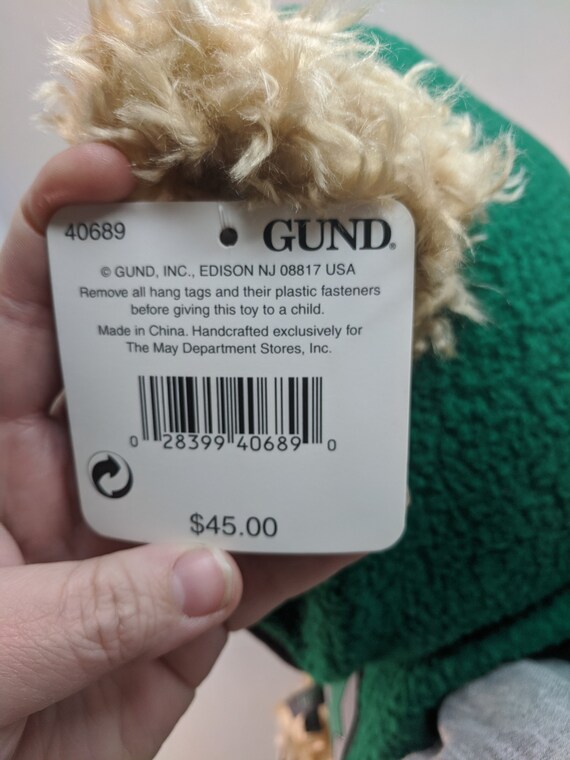 40689 GUND®
© GUND, INC., EDISON NJ 08817 USA
Remove all hang tags and their plastic fasteners
before giving this toy to a child.
Made in China. Handcrafted exclusively for
The May Department Stores, Inc.
0 28399 40689 0
$45.00